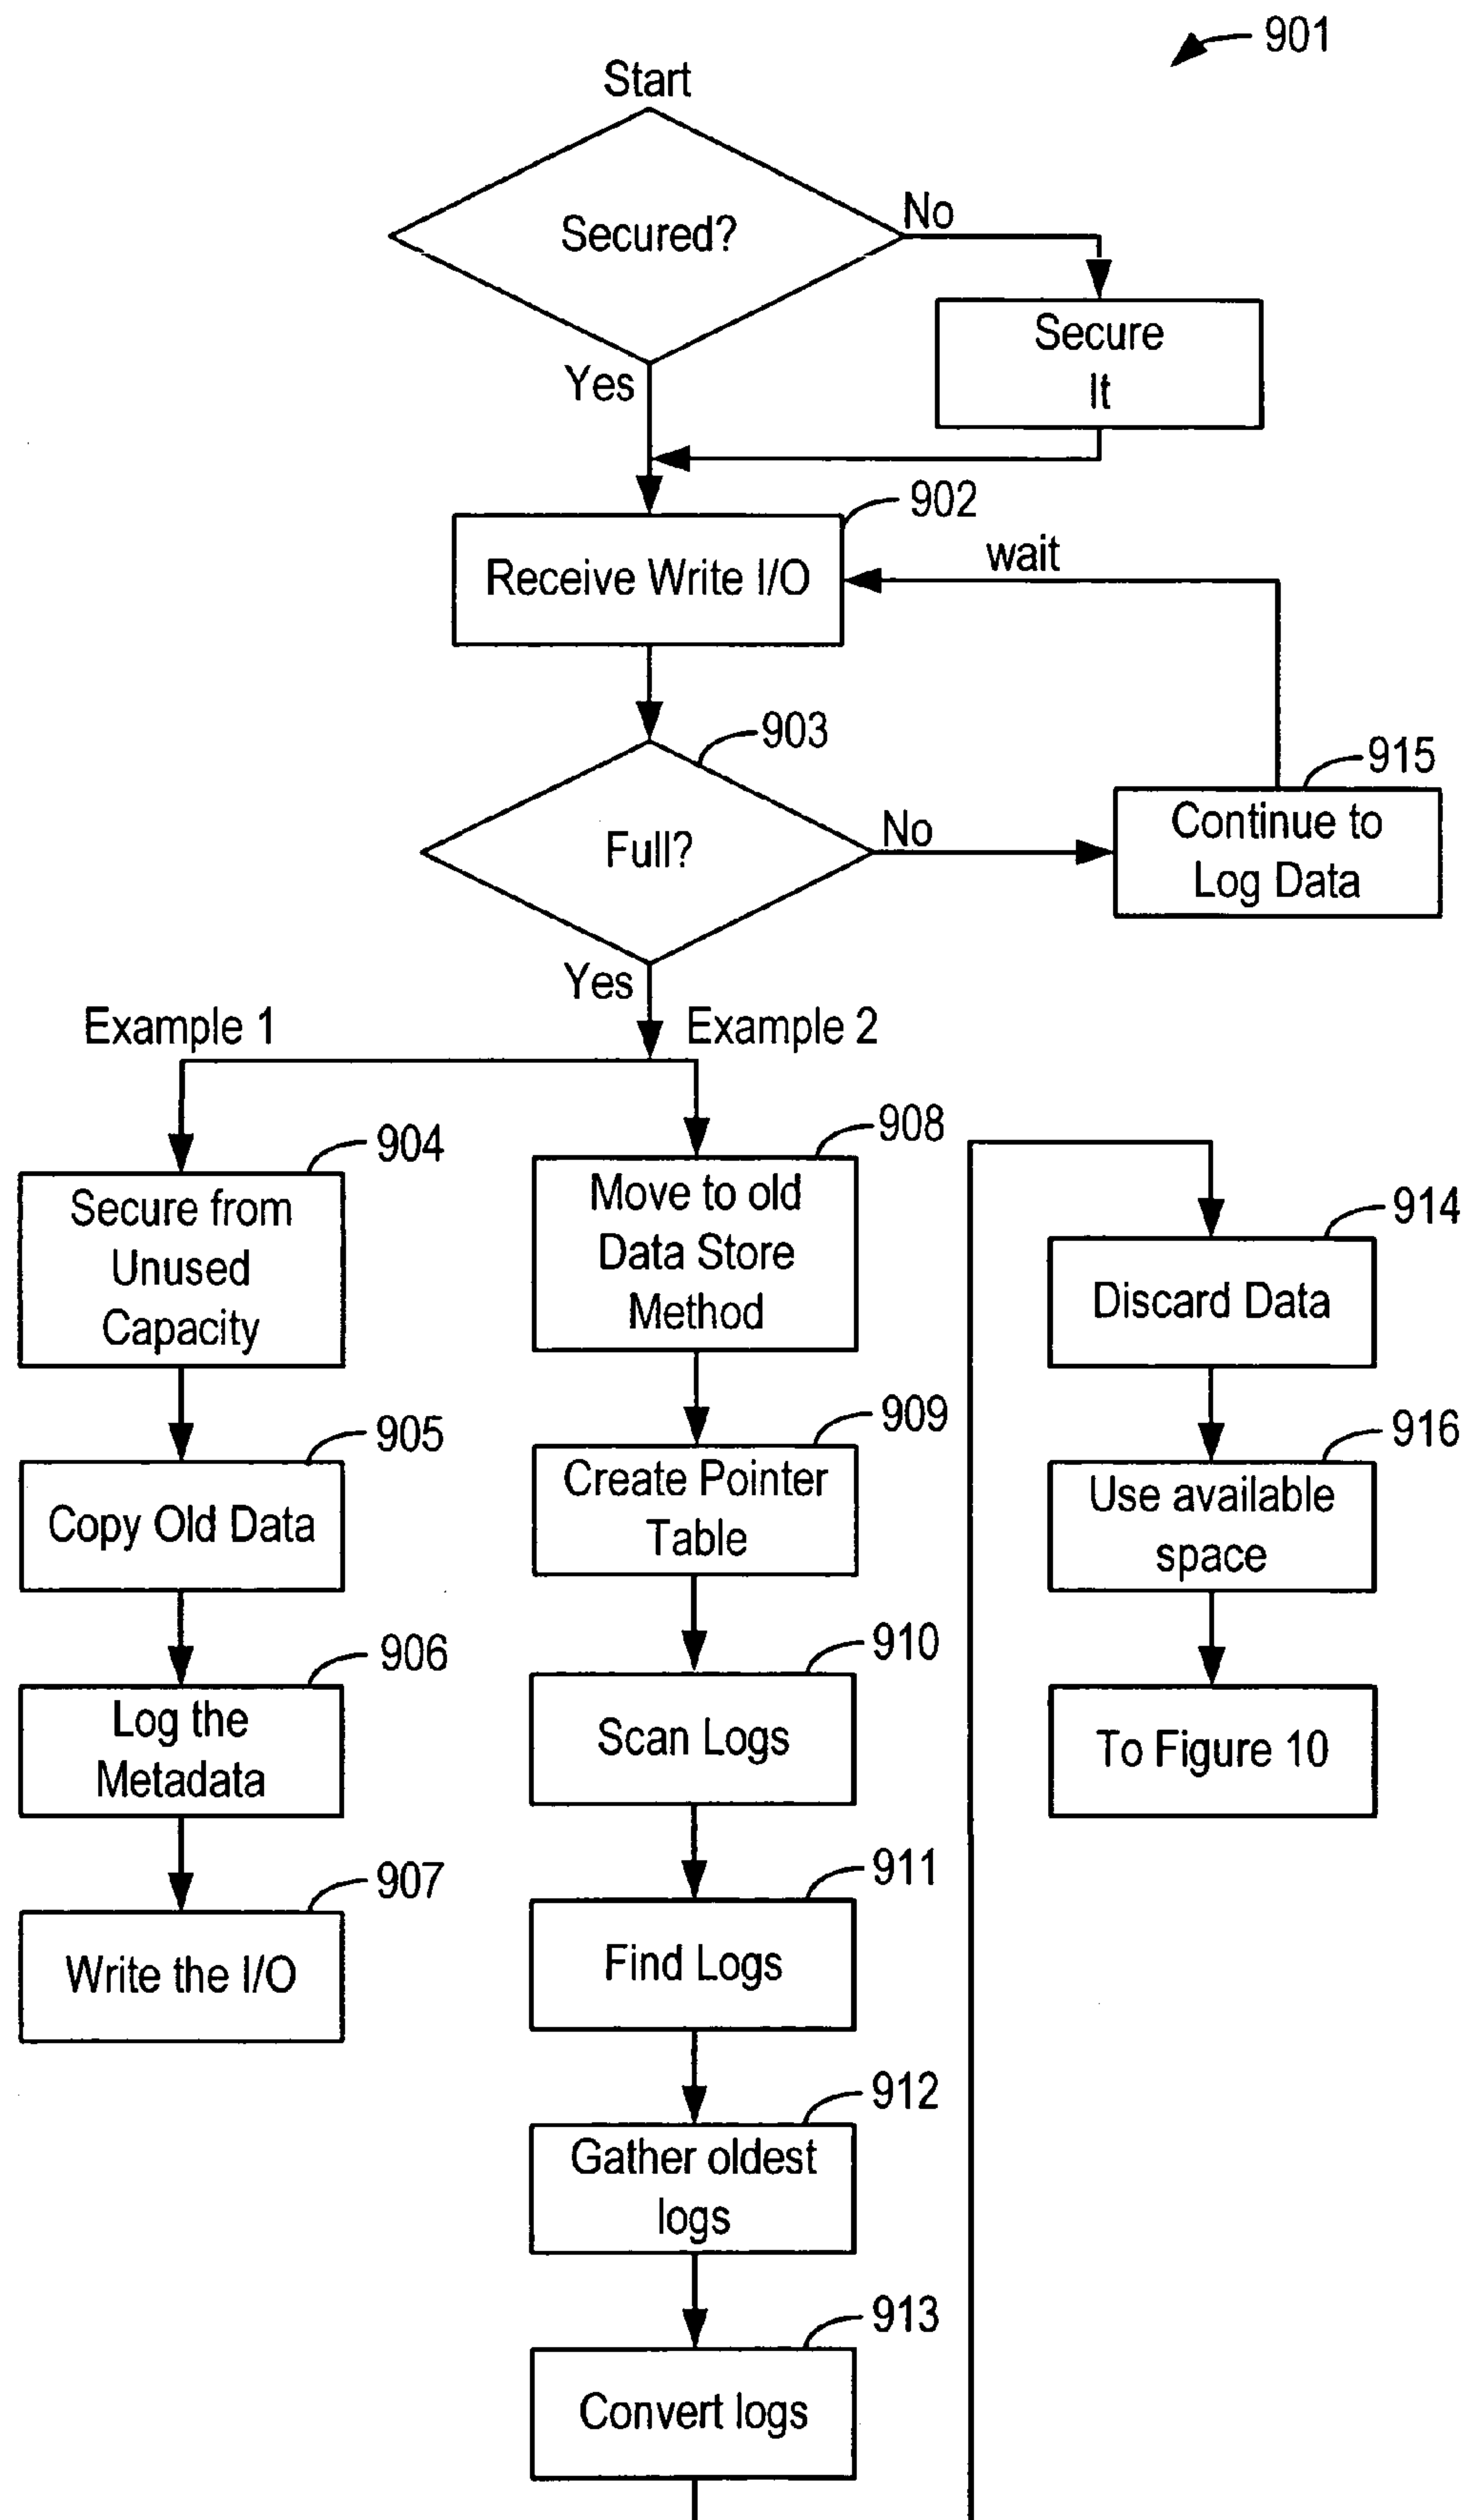 901
Start
Secured?
No
Secure
It
Yes
902
Receive Write I/O
wait
903
Full?
No
915
Continue to
Log Data
Yes
Example 1
Example 2
904
Secure from
Unused
Capacity
905
Copy Old Data
906
Log the
Metadata
907
Write the I/O
908
Move to old
Data Store
Method
909
Create Pointer
Table
910
Scan Logs
911
Find Logs
912
Gather oldest
logs
913
Convert logs
914
Discard Data
916
Use available
space
To Figure 10